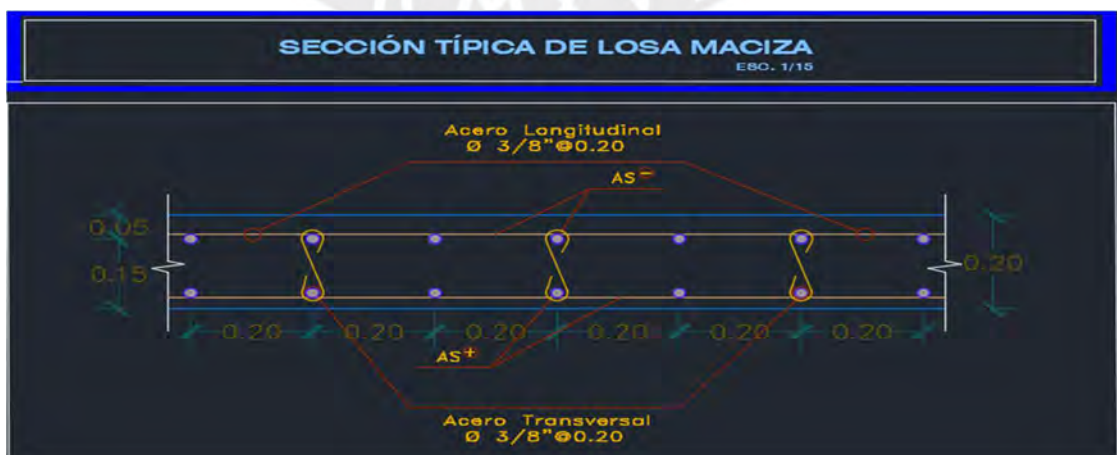 SECCIÓN TÍPICA DE LOSA MACIZA
ESC. 1/15
Acero Longitudinal
Ø 3/8"@0.20
AS-
0.05
0.15
0.20
0.20 0.20 0.20 0.20 0.20 0.20
AS+
Acero Transversal
Ø 3/8"@0.20